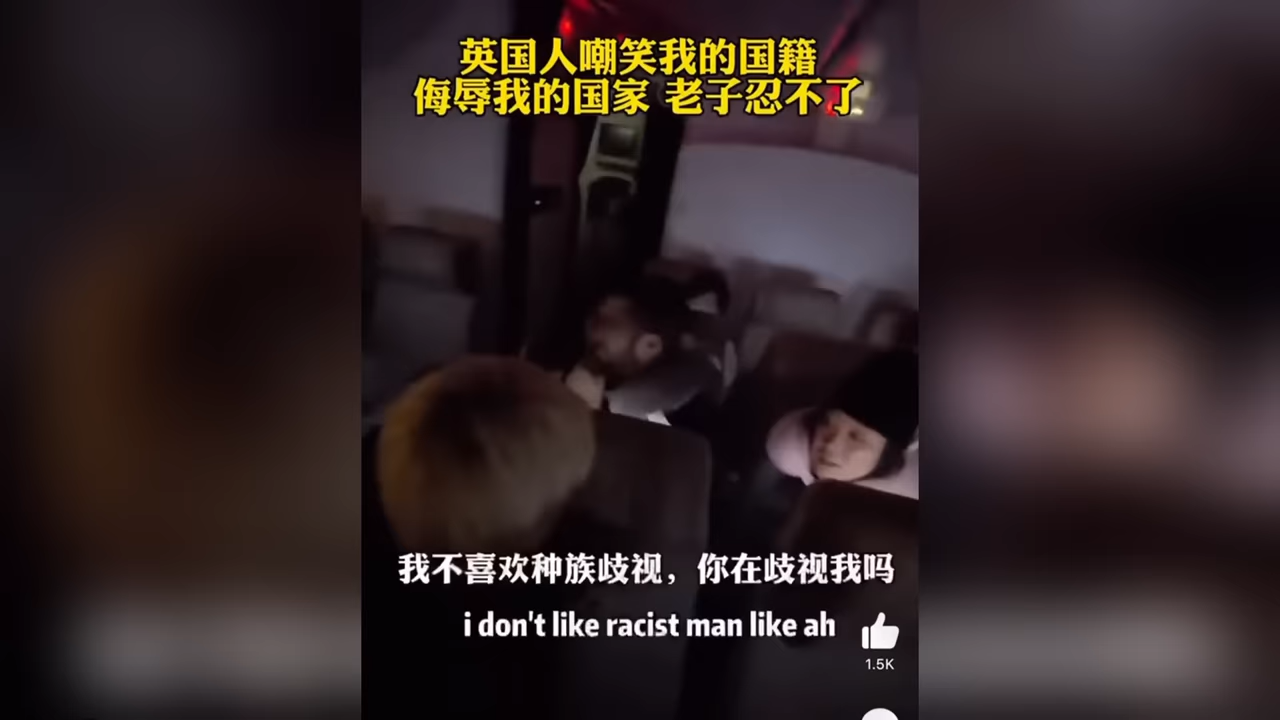 英国人嘲笑我的国籍
侮辱我的国家 老子忍不了
我不喜欢种族歧视，你在歧视我吗
i don't like racist man like ah
1.5K